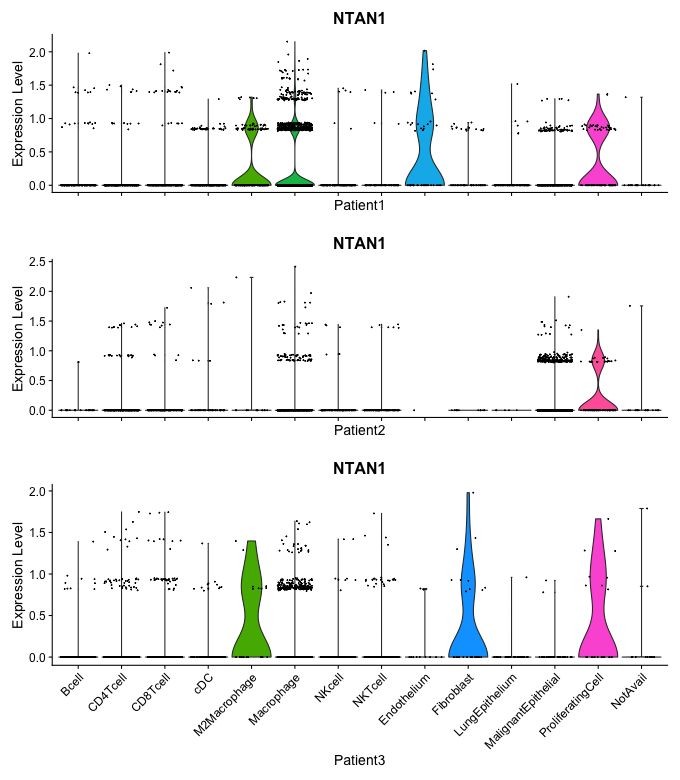 NTAN1
Expression Level
2.0
1.5
1.0
0.5
0.0
Patient1
NTAN1
Expression Level
2.5
2.0
1.5
1.0
0.5
0.0
Patient2
NTAN1
Expression Level
2.0
1.5
1.0
0.5
0.0
Bcell
CD4Tcell
CD8Tcell
cDC
M2Macrophage
Macrophage
NKcell
NKTcell
Endothelium
Fibroblast
LungEpithelium
MalignantEpithelial
ProliferatingCell
NotAvail
Patient3